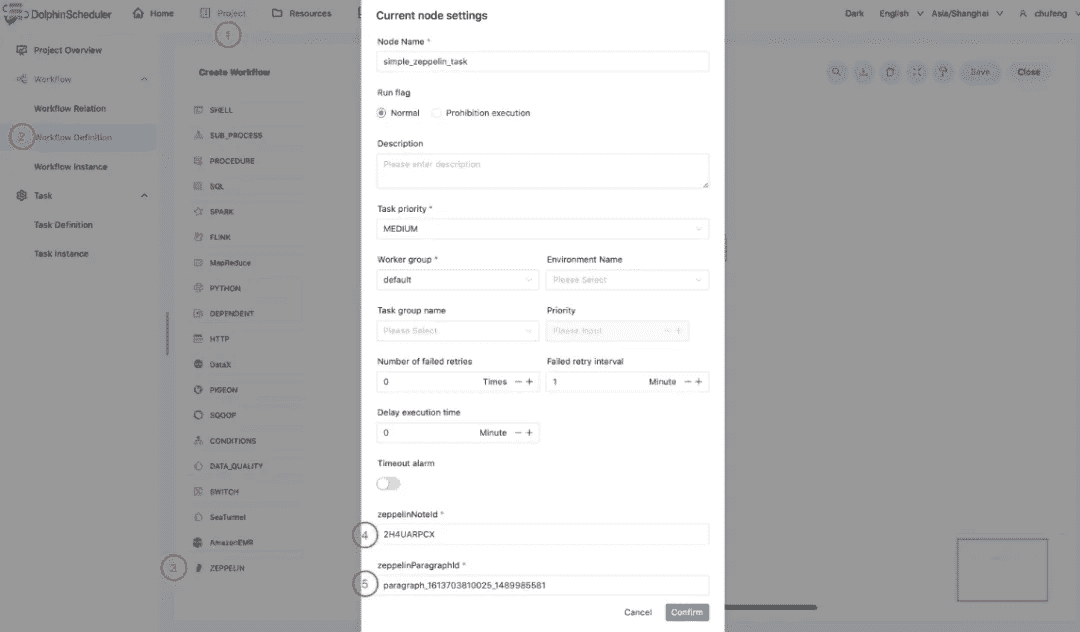 DolphinScheduler
Home
Project
Resources
Dark
English
Asia/Shanghai
chufeng
1
Project Overview
Workflow
Workflow Relation
2
Workflow Definition
Workflow Instance
Task
Task Definition
Task Instance
Create Workflow
Save
Close
SHELL
SUB_PROCESS
PROCEDURE
SQL
SPARK
FLINK
MapReduce
PYTHON
DEPENDENT
HTTP
DataX
PIGEON
SQOOP
CONDITIONS
DATA_QUALITY
SWITCH
SeaTunnel
AmazonEMR
3
ZEPPELIN
Current node settings
Node Name *
simple_zeppelin_task
Run flag
Normal
Prohibition execution
Description
Please enter description
Task priority *
MEDIUM
Worker group *
Environment Name
default
Please Select
Task group name
Priority
Please Select
Please Input
Number of failed retries
Failed retry interval
0 Times − +
1 Minute − +
Delay execution time
0 Minute − +
Timeout alarm
zeppelinNoteId *
4
2H4UARPCX
zeppelinParagraphId *
5
paragraph_1613703810025_1489985581
Cancel
Confirm